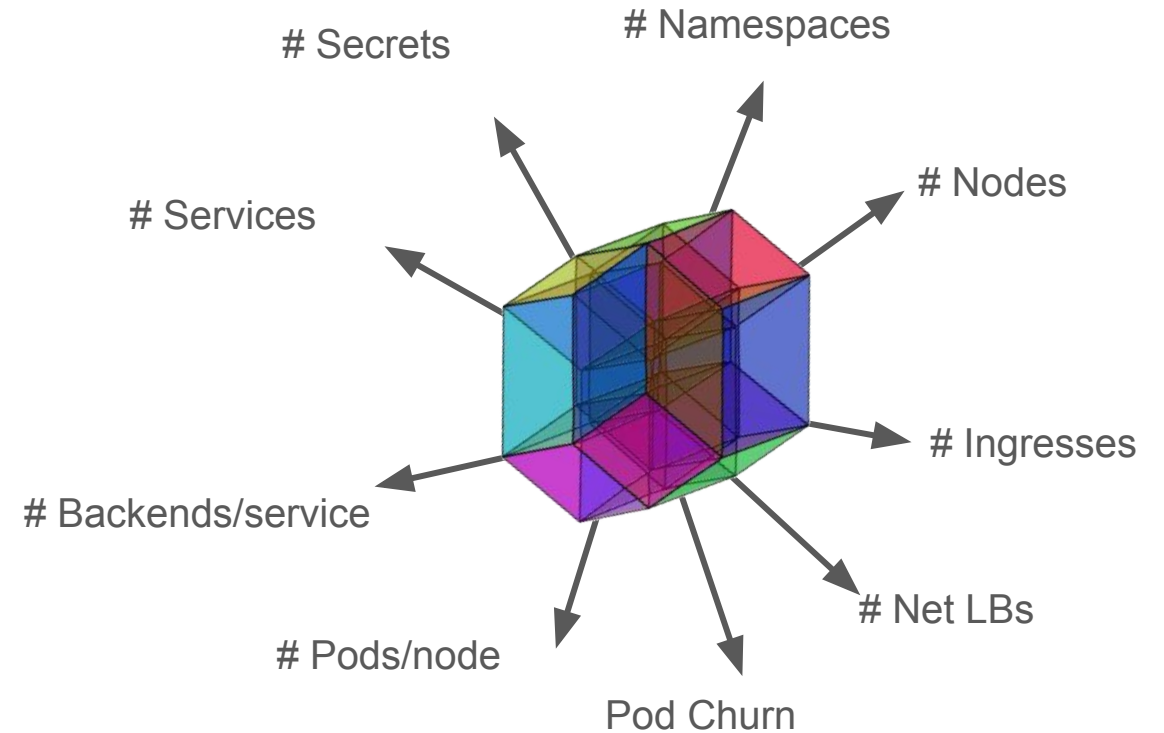 # Namespaces
# Secrets
# Nodes
# Services
# Ingresses
# Backends/service
# Net LBs
# Pods/node
Pod Churn